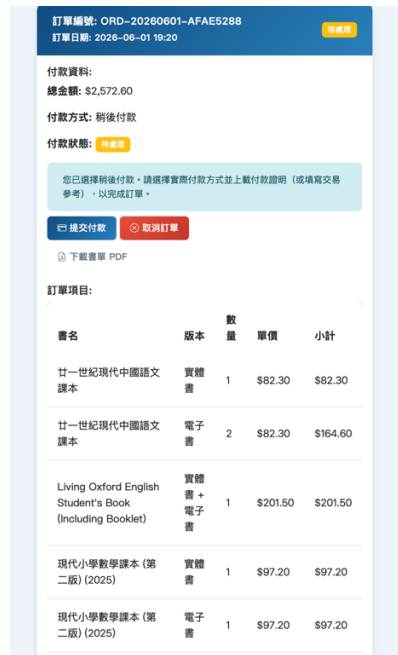 訂單編號: ORD-20260601-AFAE5288
訂單日期: 2026-06-01 19:20
待處理
付款資料:
總金額: $2,572.60
付款方式: 稍後付款
付款狀態: 待處理
您已選擇稍後付款。請選擇實際付款方式並上載付款證明（或填寫交易
參考），以完成訂單。
提交付款
取消訂單
下載書單 PDF
訂單項目:
書名 版本 數量 單價 小計
廿一世紀現代中國語文
課本
實體
書
1 $82.30 $82.30
廿一世紀現代中國語文
課本
電子
書
2 $82.30 $164.60
Living Oxford English
Student's Book
(Including Booklet)
實體
書 +
電子
書
1 $201.50 $201.50
現代小學數學課本 (第
二版) (2025)
實體
書
1 $97.20 $97.20
現代小學數學課本 (第
二版) (2025)
電子
書
1 $97.20 $97.20